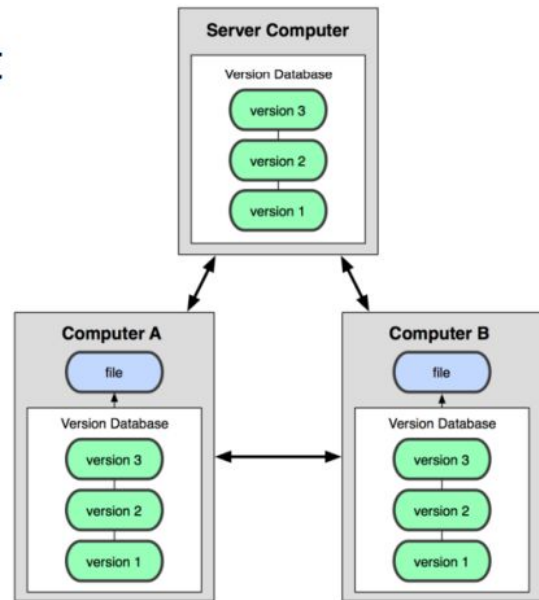 Server Computer
Version Database
version 3
version 2
version 1
Computer A
file
Version Database
version 3
version 2
version 1
Computer B
file
Version Database
version 3
version 2
version 1